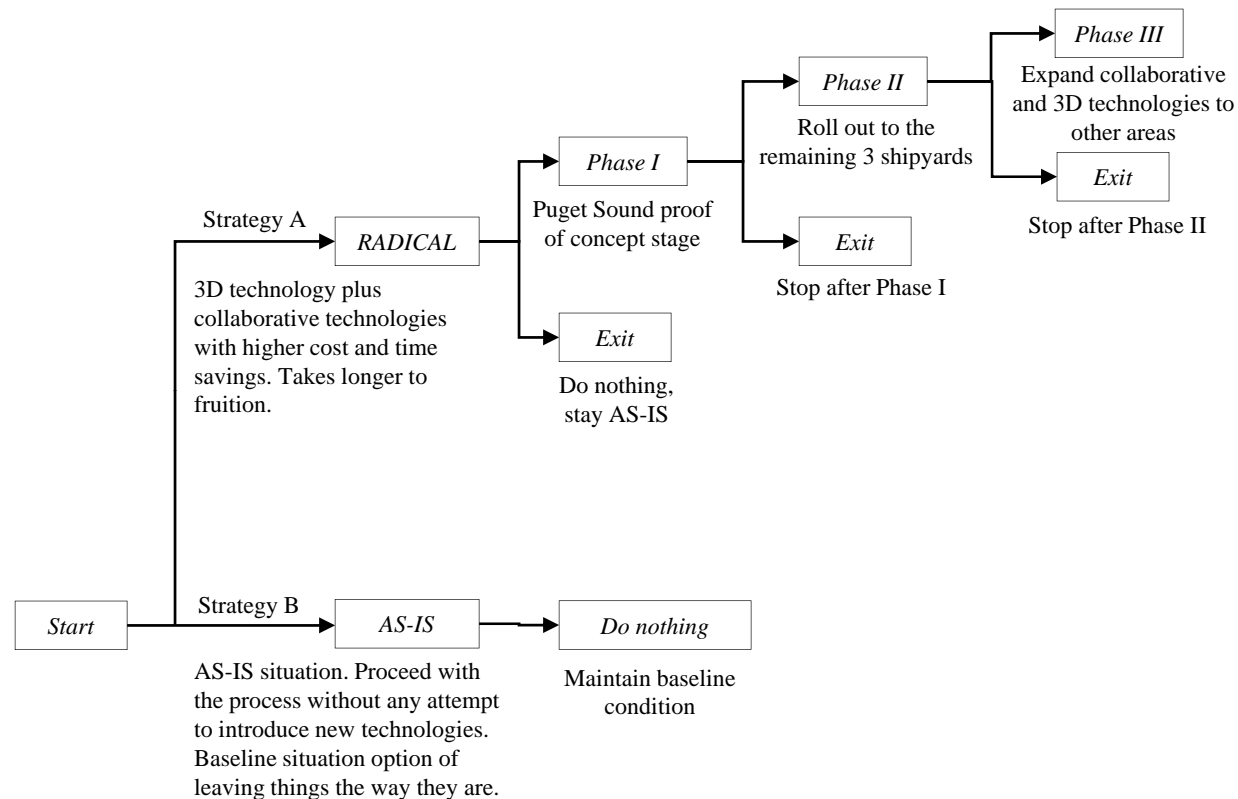 Phase III
Expand collaborative
and 3D technologies to
other areas
Phase II
Roll out to the
remaining 3 shipyards
Exit
Stop after Phase II
Phase I
Puget Sound proof
of concept stage
Exit
Stop after Phase I
Strategy A
RADICAL
3D technology plus
collaborative technologies
with higher cost and time
savings. Takes longer to
fruition.
Exit
Do nothing,
stay AS-IS
Start
Strategy B
AS-IS
AS-IS situation. Proceed with
the process without any attempt
to introduce new technologies.
Baseline situation option of
leaving things the way they are.
Do nothing
Maintain baseline
condition